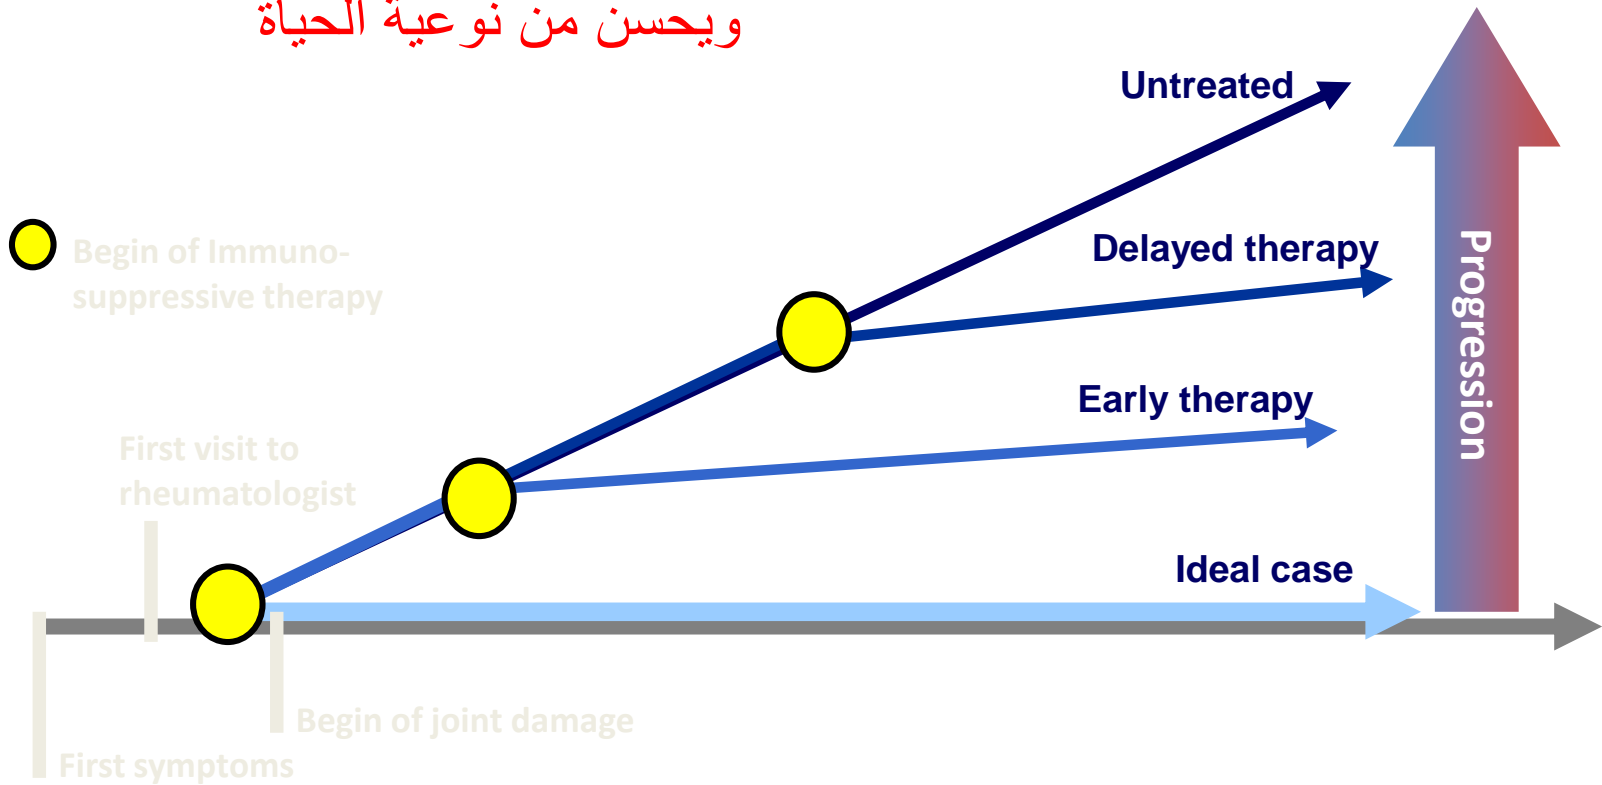 ويحسن من نوعية الحياة
Untreated
Begin of Immuno-
suppressive therapy
Delayed therapy
Progression
Early therapy
First visit to
rheumatologist
Ideal case
Begin of joint damage
First symptoms